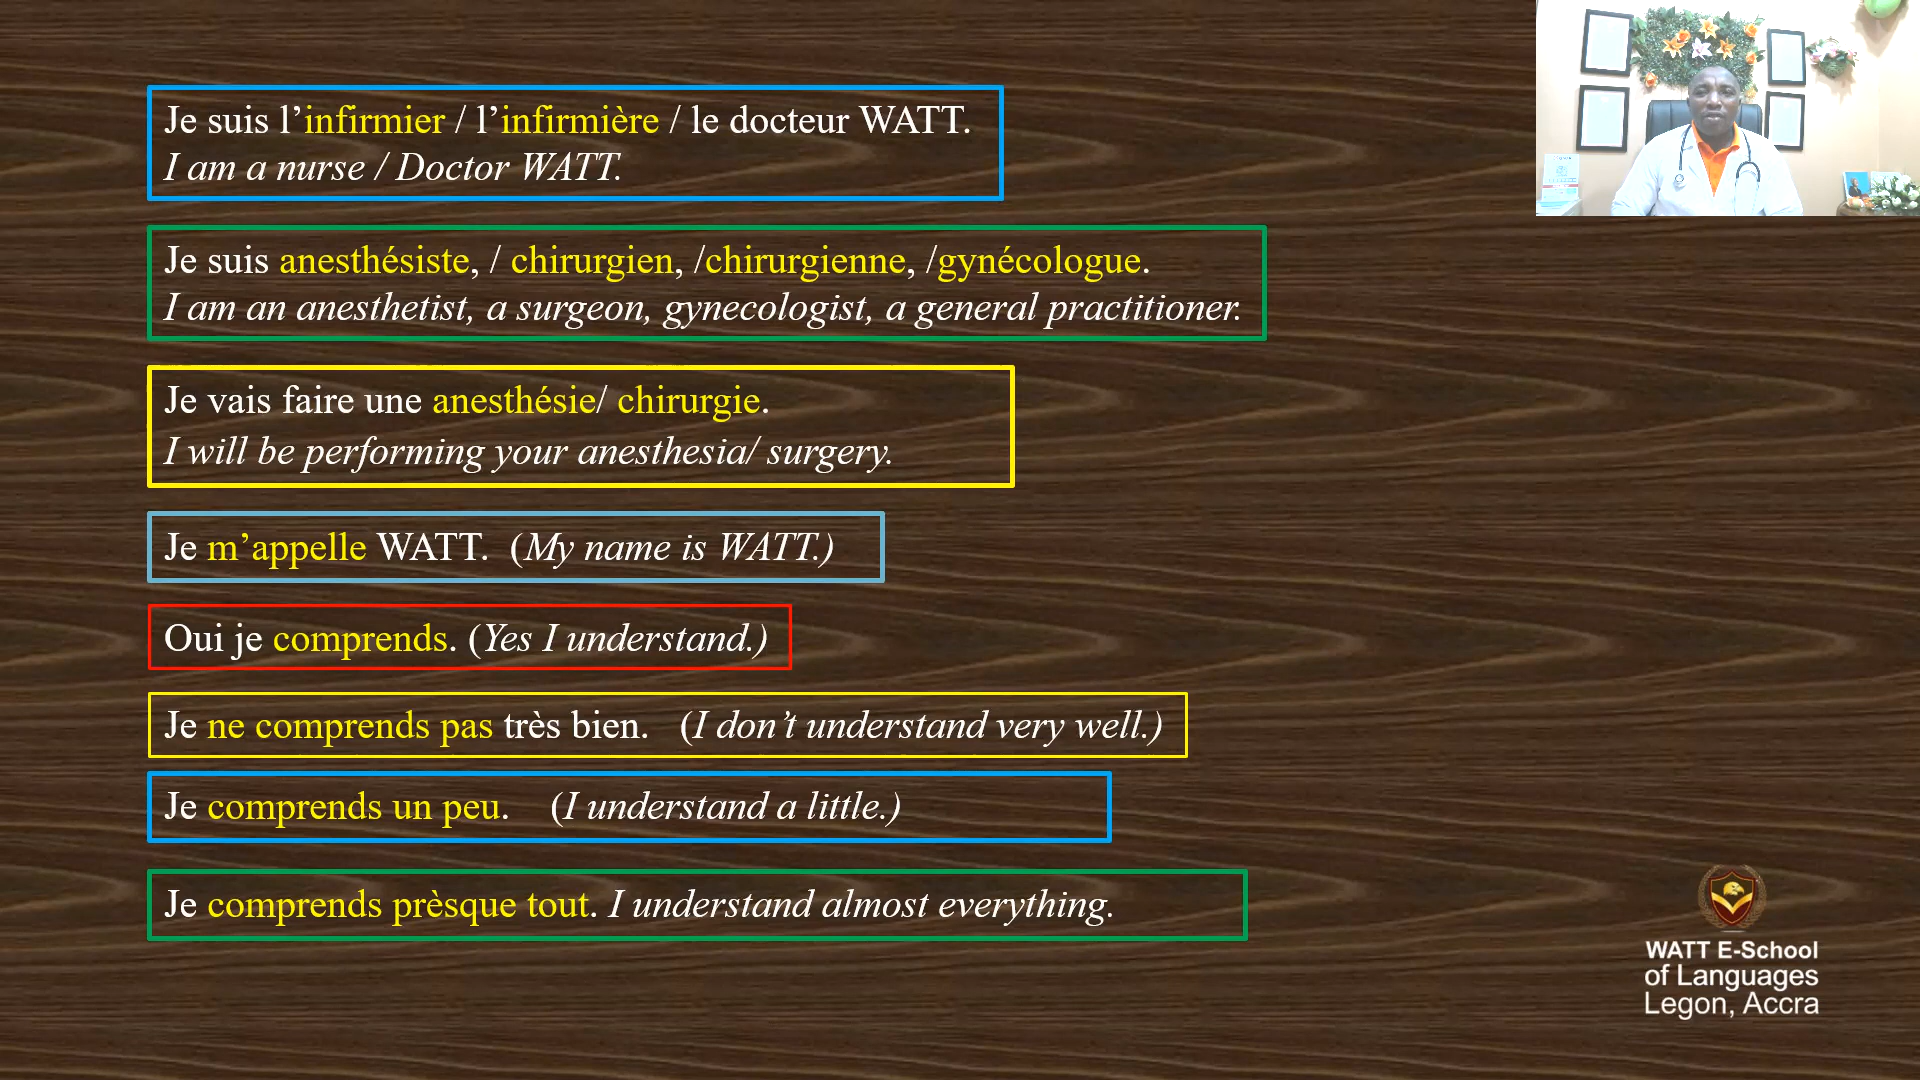 Je suis l’infirmier / l’infirmière / le docteur WATT.
I am a nurse / Doctor WATT.
Je suis anesthésiste, / chirurgien, /chirurgienne, /gynécologue.
I am an anesthetist, a surgeon, gynecologist, a general practitioner.
Je vais faire une anesthésie/ chirurgie.
I will be performing your anesthesia/ surgery.
Je m’appelle WATT. (My name is WATT.)
Oui je comprends. (Yes I understand.)
Je ne comprends pas très bien. (I don’t understand very well.)
Je comprends un peu. (I understand a little.)
Je comprends prèsque tout. I understand almost everything.
WATT E-School
of Languages
Legon, Accra